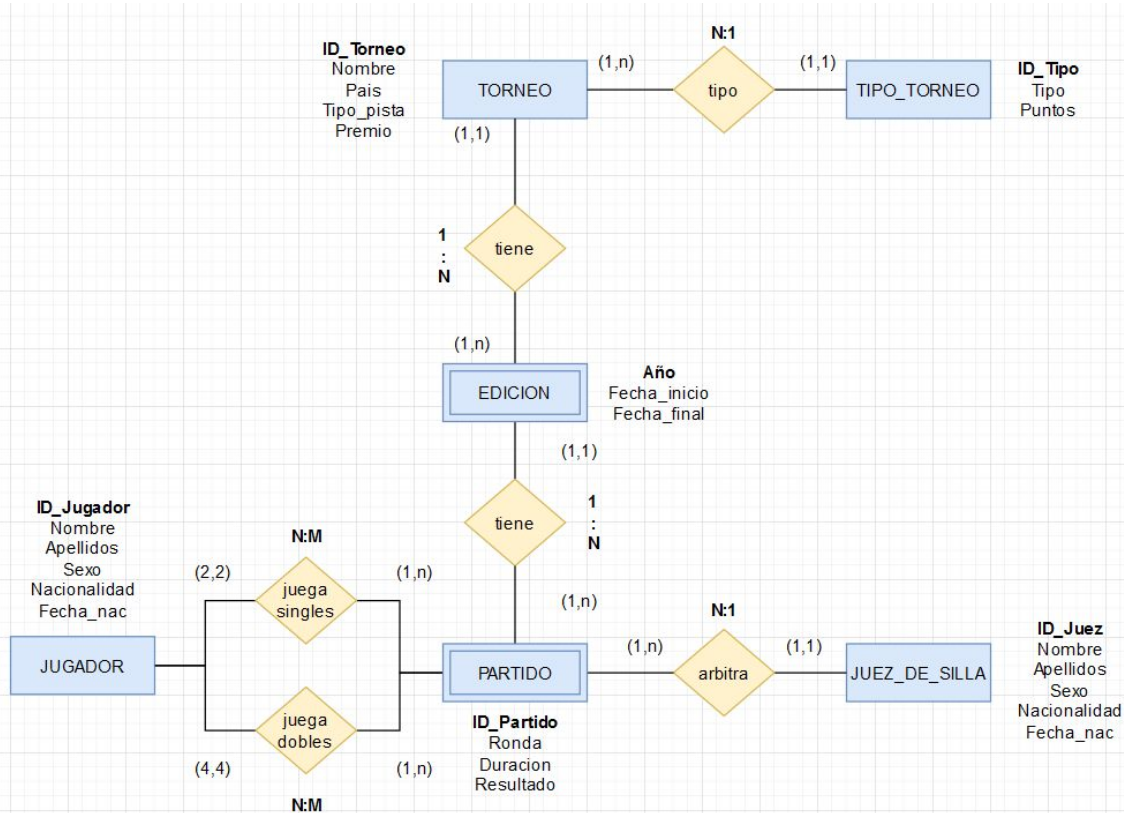 N:1
ID_Torneo
Nombre
Pais
Tipo_pista
Premio
TORNEO
(1,n)
tipo
(1,1)
TIPO_TORNEO
ID_Tipo
Tipo
Puntos
(1,1)
1
:
N
tiene
(1,n)
EDICION
Año
Fecha_inicio
Fecha_final
(1,1)
tiene
1
:
N
(1,n)
ID_Jugador
Nombre
Apellidos
Sexo
Nacionalidad
Fecha_nac
JUGADOR
N:M
(2,2)
juega
singles
(1,n)
juega
dobles
(4,4)
(1,n)
N:M
PARTIDO
ID_Partido
Ronda
Duracion
Resultado
N:1
(1,n)
arbitra
(1,1)
JUEZ_DE_SILLA
ID_Juez
Nombre
Apellidos
Sexo
Nacionalidad
Fecha_nac